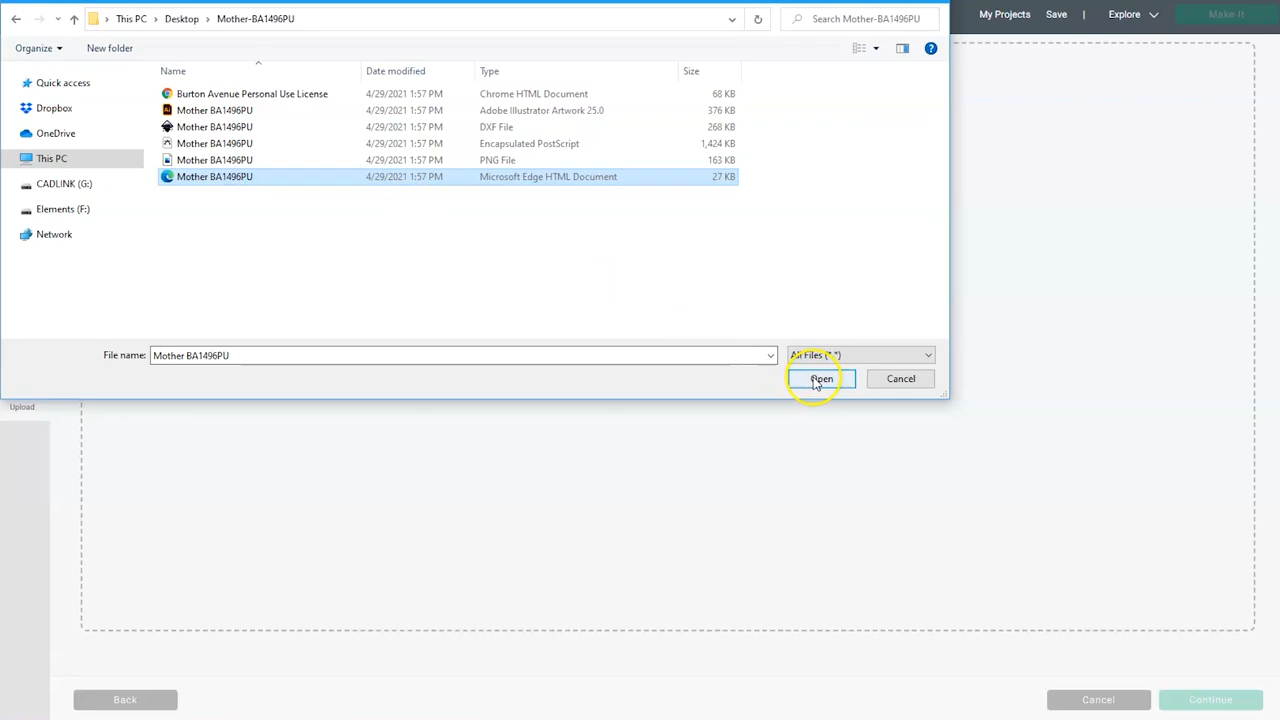 This PC > Desktop > Mother-BA1496PU
Search Mother-BA1496PU
My Projects Save | Explore Make It
Organize New folder
Name Date modified Type Size
Quick access
Dropbox
OneDrive
This PC
CADLINK (G:)
Elements (F:)
Network
Burton Avenue Personal Use License 4/29/2021 1:57 PM Chrome HTML Document 68 KB
Mother BA1496PU 4/29/2021 1:57 PM Adobe Illustrator Artwork 25.0 376 KB
Mother BA1496PU 4/29/2021 1:57 PM DXF File 268 KB
Mother BA1496PU 4/29/2021 1:57 PM Encapsulated PostScript 1,424 KB
Mother BA1496PU 4/29/2021 1:57 PM PNG File 163 KB
Mother BA1496PU 4/29/2021 1:57 PM Microsoft Edge HTML Document 27 KB
File name: Mother BA1496PU All Files (*.*)
Open Cancel
Upload
Back Cancel Continue